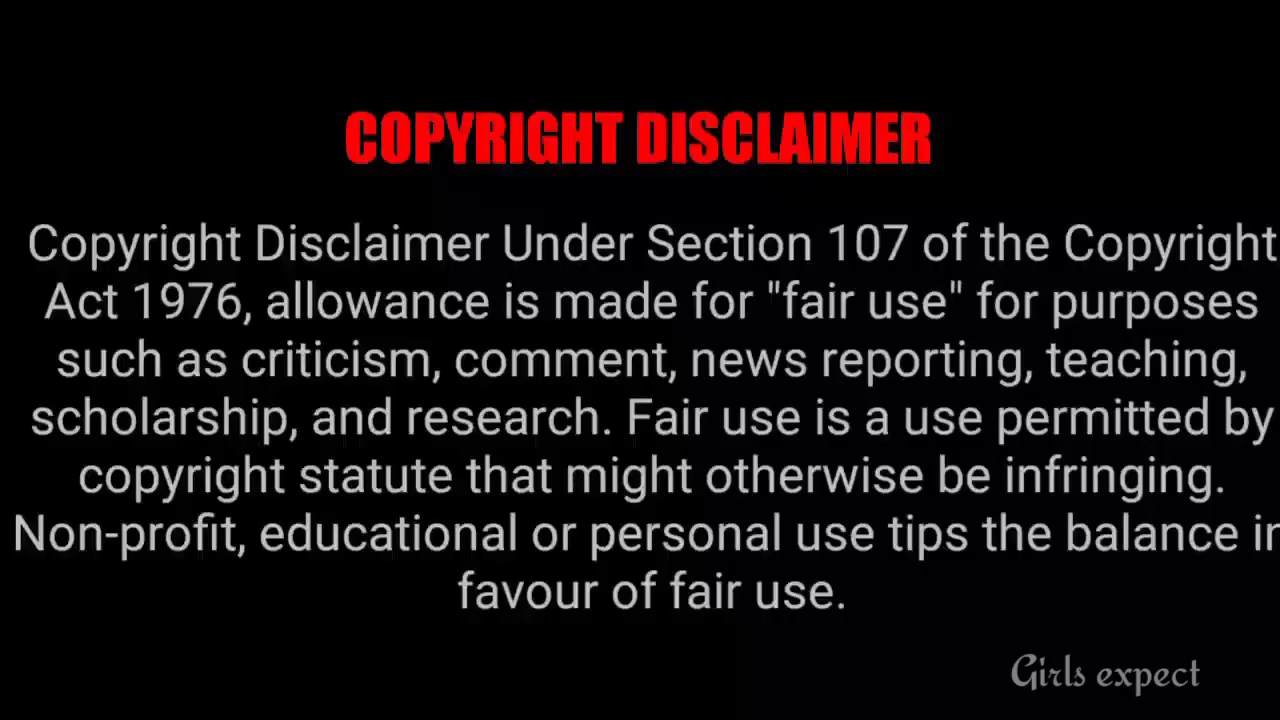 COPYRIGHT DISCLAIMER
Copyright Disclaimer Under Section 107 of the Copyright
Act 1976, allowance is made for "fair use" for purposes
such as criticism, comment, news reporting, teaching,
scholarship, and research. Fair use is a use permitted by
copyright statute that might otherwise be infringing.
Non-profit, educational or personal use tips the balance in
favour of fair use.
Girls expect